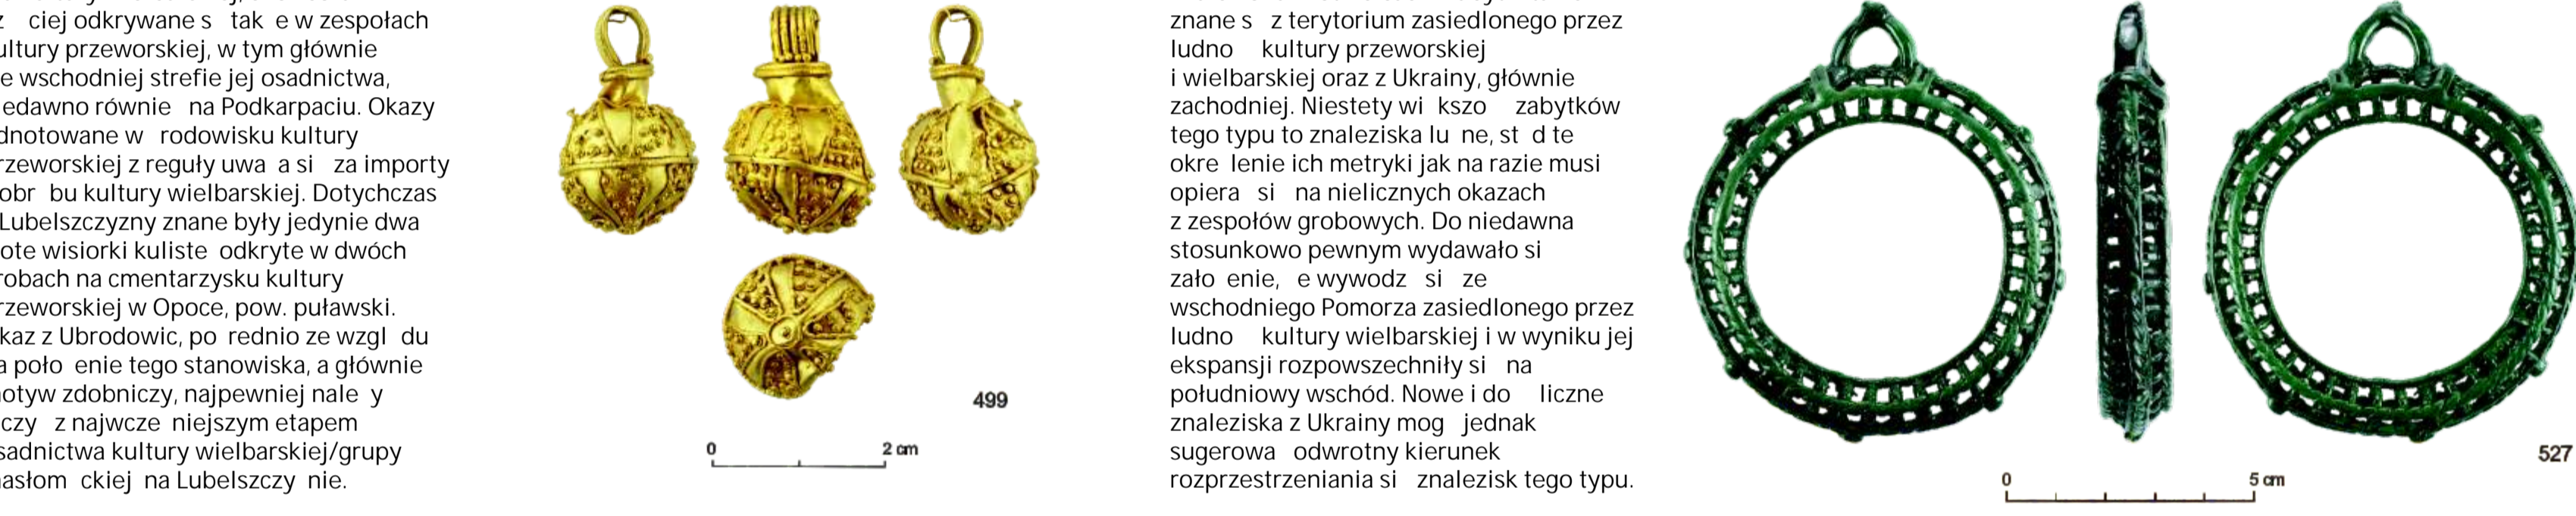 ciej odkrywane s tak e w zespołach
ultury przeworskiej, w tym głównie
e wschodniej strefie jej osadnictwa,
iedawno równie na Podkarpaciu. Okazy
dnotowane w rodowisku kultury
rzeworskiej z reguły uwa a si za importy
obr bu kultury wielbarskiej. Dotychczas
Lubelszczyzny znane były jedynie dwa
ote wisiorki kuliste odkryte w dwóch
robach na cmentarzysku kultury
rzeworskiej w Opoce, pow. puławski.
kaz z Ubrodowic, po rednio ze wzgl du
a poło enie tego stanowiska, a głównie
otyw zdobniczy, najpewniej nale y
czy z najwcze niejszym etapem
sadnictwa kultury wielbarskiej/grupy
asłom ckiej na Lubelszczy nie.
499
0 2 cm
znane s z terytorium zasiedlonego przez
ludno kultury przeworskiej
i wielbarskiej oraz z Ukrainy, głównie
zachodniej. Niestety wi kszo zabytków
tego typu to znaleziska lu ne, st d te
okre lenie ich metryki jak na razie musi
opiera si na nielicznych okazach
z zespołów grobowych. Do niedawna
stosunkowo pewnym wydawało si
zało enie, e wywodz si ze
wschodniego Pomorza zasiedlonego przez
ludno kultury wielbarskiej i w wyniku jej
ekspansji rozpowszechniły si na
południowy wschód. Nowe i do liczne
znaleziska z Ukrainy mog jednak
sugerowa odwrotny kierunek
rozprzestrzeniania si znalezisk tego typu.
527
0 5 cm